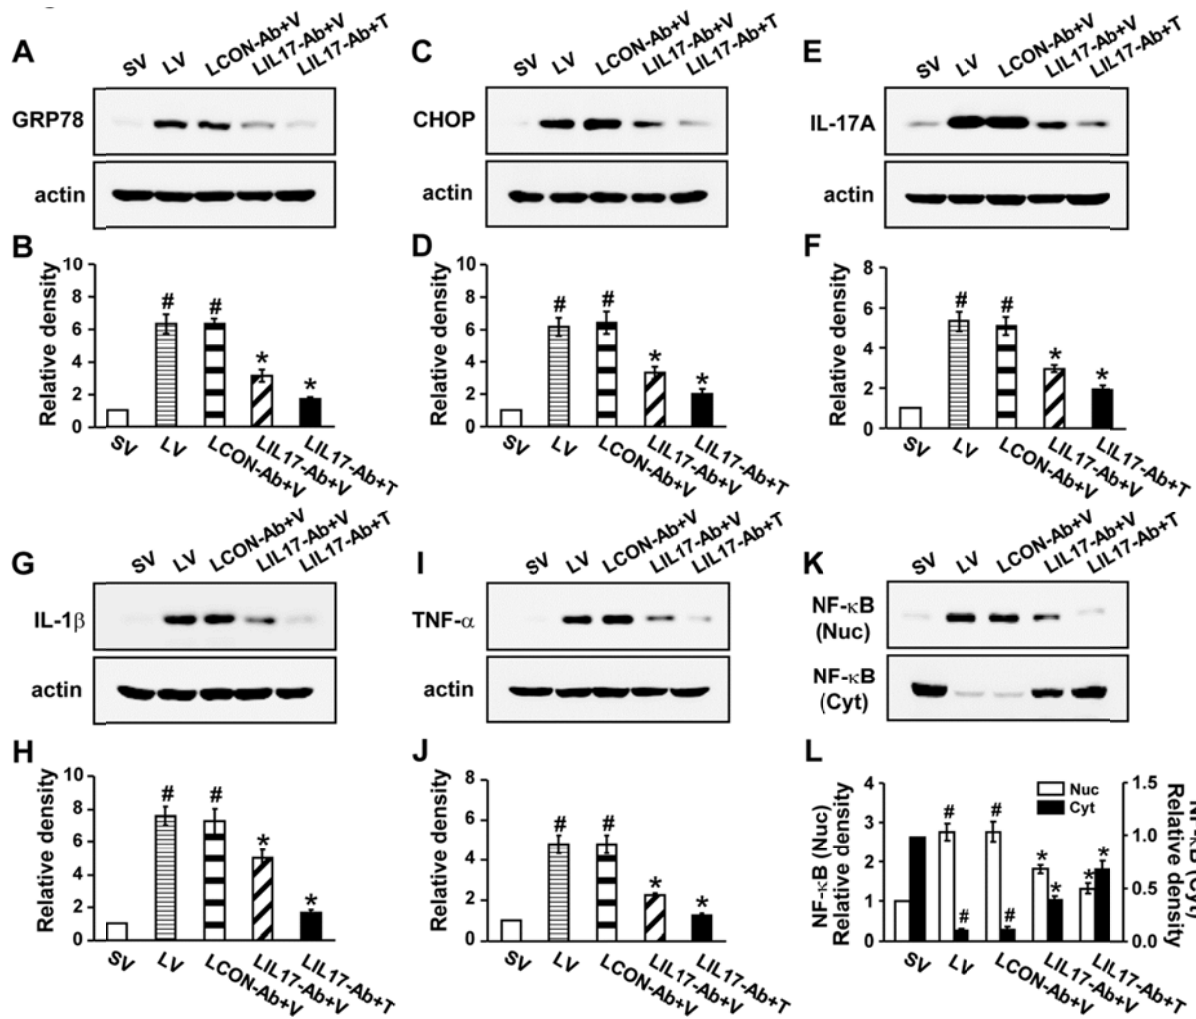 A
SV
LV
LCON-Ab+V
LIL17-Ab+V
LIL17-Ab+T
GRP78
actin
C
SV
LV
LCON-Ab+V
LIL17-Ab+V
LIL17-Ab+T
CHOP
actin
E
SV
LV
LCON-Ab+V
LIL17-Ab+V
LIL17-Ab+T
IL-17A
actin
B
Relative density
10
8
6
4
2
0
# # * *
SV
LV
LCON-Ab+V
LIL17-Ab+V
LIL17-Ab+T
D
Relative density
10
8
6
4
2
0
# # * *
SV
LV
LCON-Ab+V
LIL17-Ab+V
LIL17-Ab+T
F
Relative density
8
6
4
2
0
# # * *
SV
LV
LCON-Ab+V
LIL17-Ab+V
LIL17-Ab+T
G
SV
LV
LCON-Ab+V
LIL17-Ab+V
LIL17-Ab+T
IL-1β
actin
I
SV
LV
LCON-Ab+V
LIL17-Ab+V
LIL17-Ab+T
TNF-α
actin
K
SV
LV
LCON-Ab+V
LIL17-Ab+V
LIL17-Ab+T
NF-κB
(Nuc)
NF-κB
(Cyt)
H
Relative density
10
8
6
4
2
0
# # * *
SV
LV
LCON-Ab+V
LIL17-Ab+V
LIL17-Ab+T
J
Relative density
8
6
4
2
0
# # * *
SV
LV
LCON-Ab+V
LIL17-Ab+V
LIL17-Ab+T
L
NF-κB (Nuc)
Relative density
4
3
2
1
0
Nuc
Cyt
# # # # * * * *
1.5
1.0
0.5
0.0
NF-κB (Cyt)
Relative density
SV
LV
LCON-Ab+V
LIL17-Ab+V
LIL17-Ab+T